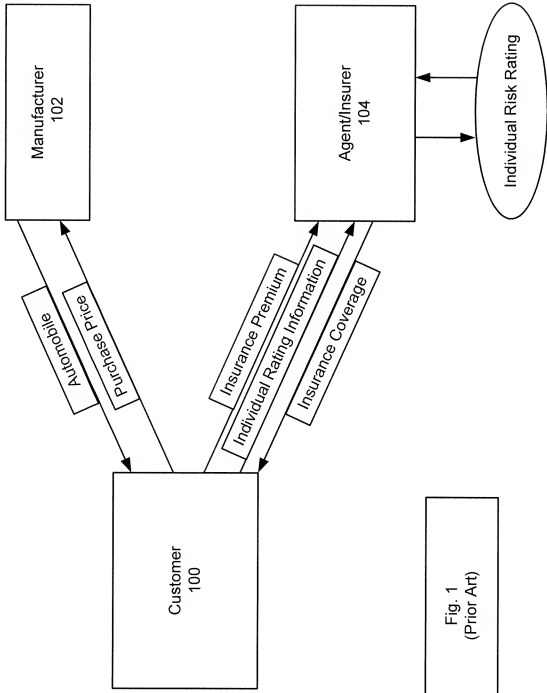 Manufacturer
102
Agent/Insurer
104
Individual Risk Rating
Automobile
Purchase Price
Insurance Premium
Individual Rating Information
Insurance Coverage
Customer
100
Fig. 1
(Prior Art)